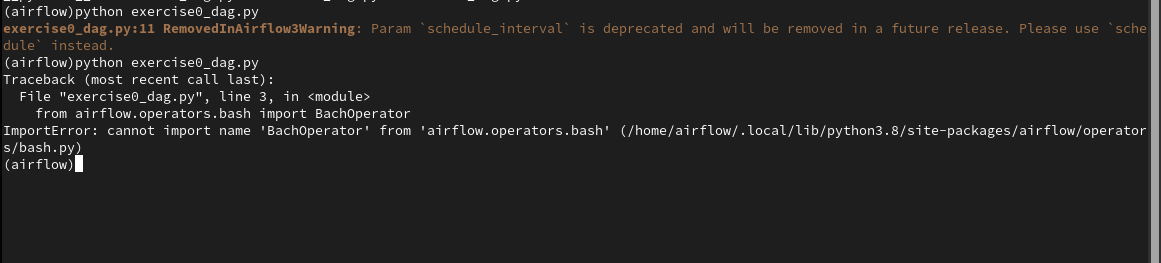 (airflow)python exercise0_dag.py
exercise0_dag.py:11 RemovedInAirflow3Warning: Param `schedule_interval` is deprecated and will be removed in a future release. Please use `sche
dule` instead.
(airflow)python exercise0_dag.py
Traceback (most recent call last):
  File "exercise0_dag.py", line 3, in <module>
    from airflow.operators.bash import BachOperator
ImportError: cannot import name 'BachOperator' from 'airflow.operators.bash' (/home/airflow/.local/lib/python3.8/site-packages/airflow/operator
s/bash.py)
(airflow)